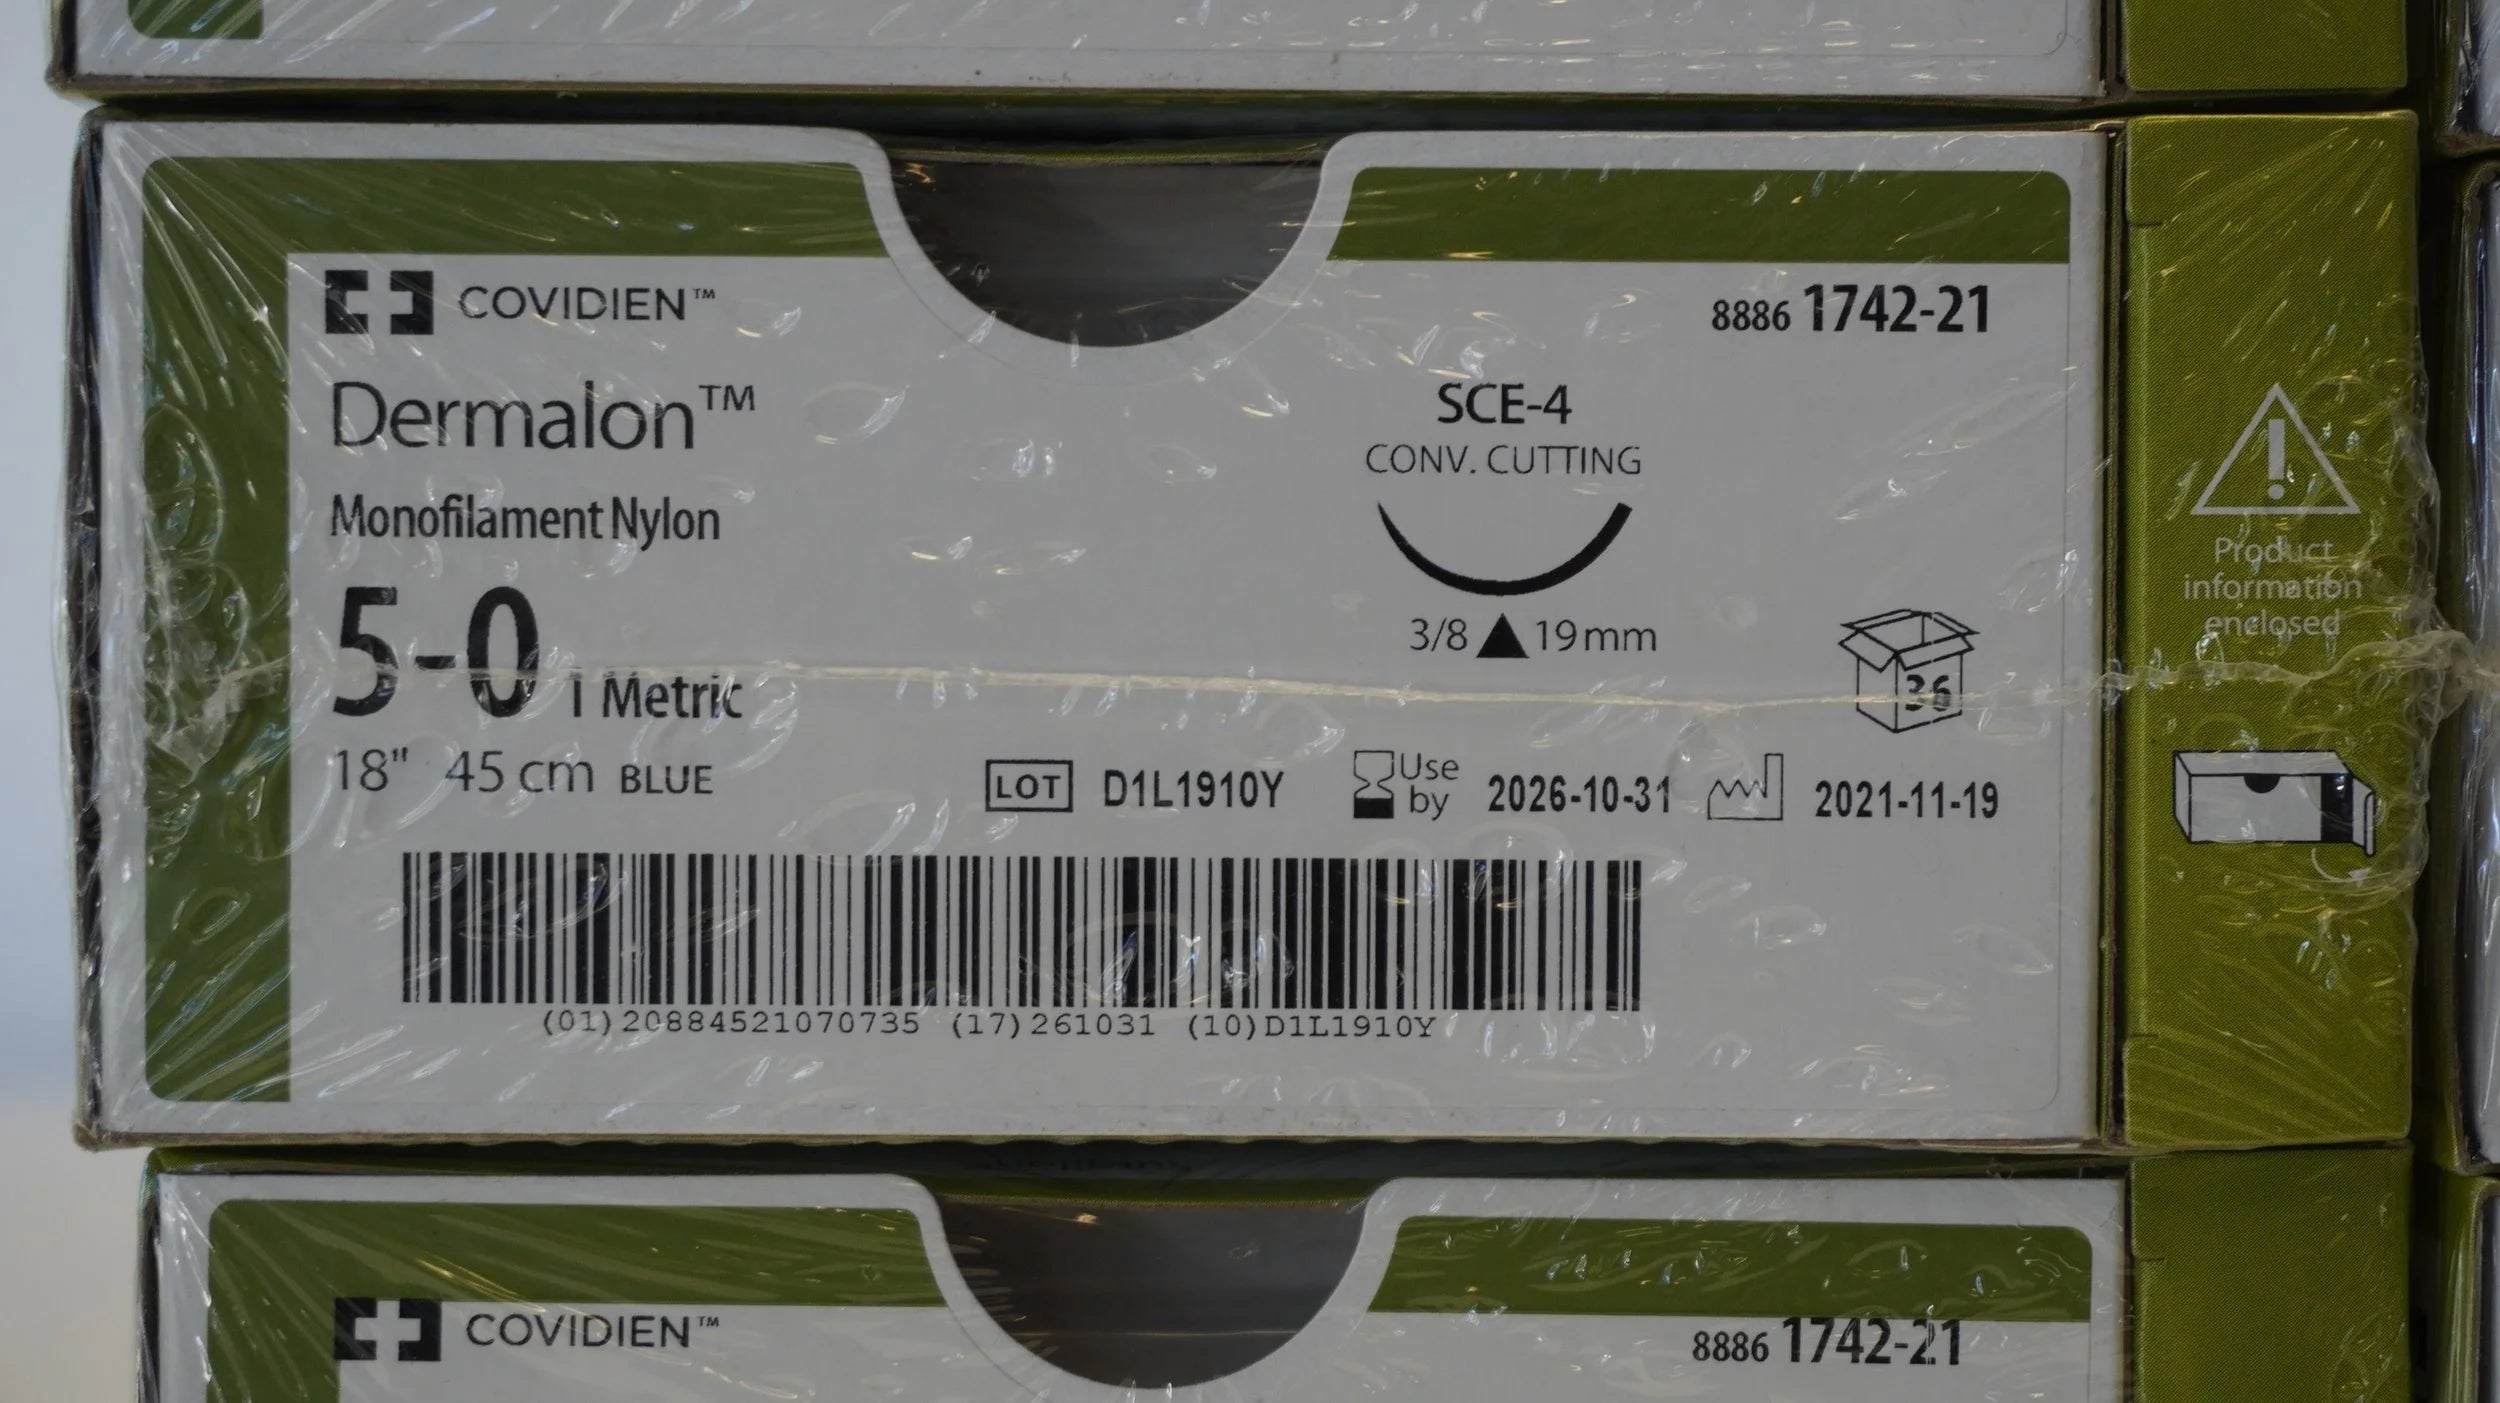 COVIDIEN™
8886 1742-21
Dermalon™
SCE-4
CONV. CUTTING
Monofilament Nylon
3/8 19mm
5-0 1 Metric
36
18" 45 cm BLUE
LOT D1L1910Y
Use by 2026-10-31
2021-11-19
(01)20884521070735 (17)261031 (10)D1L1910Y
Product
information
enclosed
COVIDIEN™
8886 1742-21